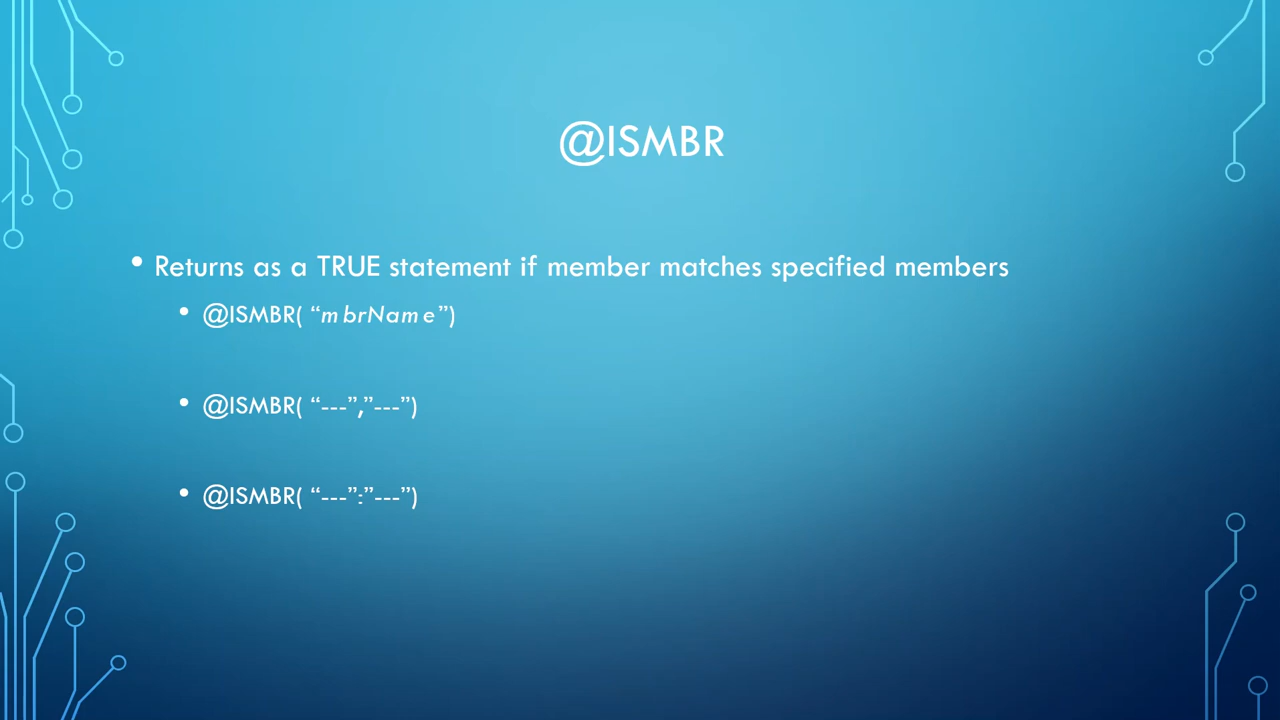 @ISMBR
• Returns as a TRUE statement if member matches specified members
• @ISMBR( “mbrName”)
• @ISMBR( “---”,”---”)
• @ISMBR( “---”:”---”)